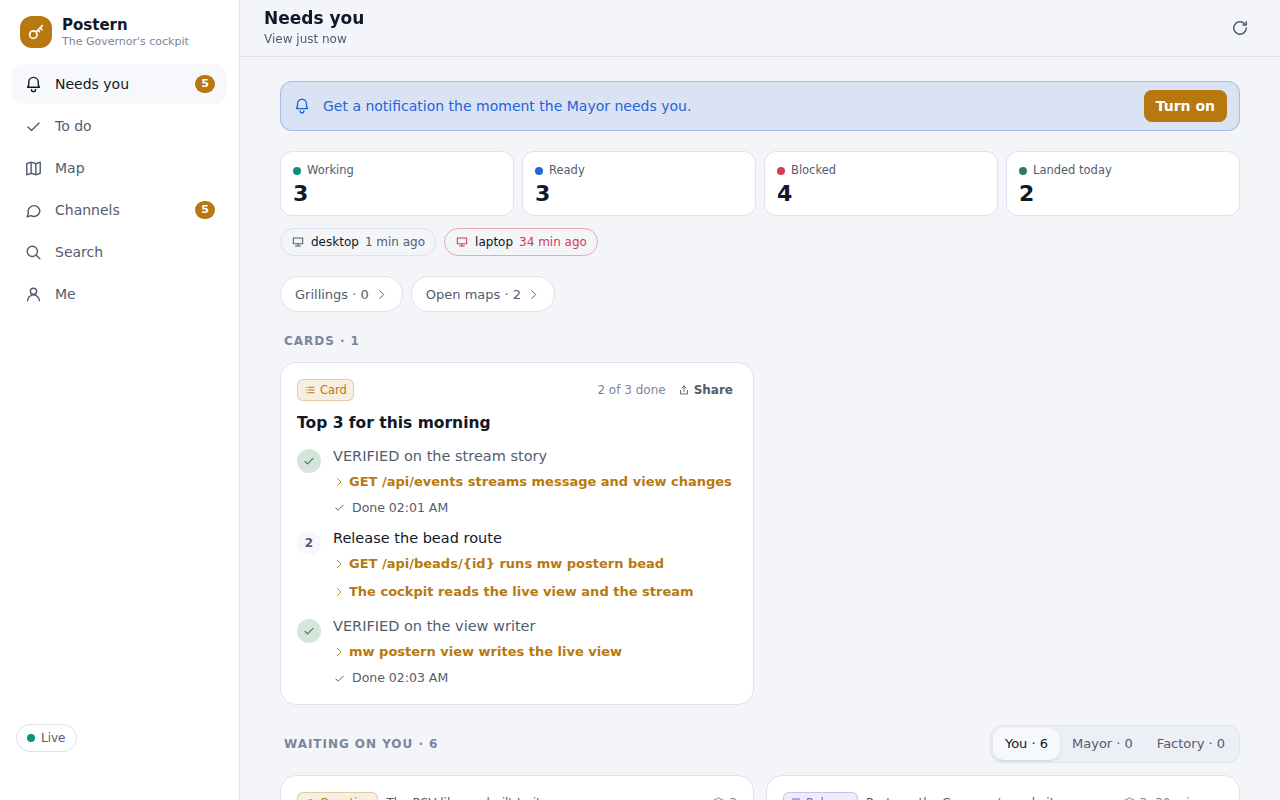 Postern
The Governor's cockpit
Needs you 5
To do
Map
Channels 5
Search
Me
Live
Needs you
View just now
Get a notification the moment the Mayor needs you.
Turn on
Working
3
Ready
3
Blocked
4
Landed today
2
desktop 1 min ago
laptop 34 min ago
Grillings · 0
Open maps · 2
CARDS · 1
Card
2 of 3 done
Share
Top 3 for this morning
VERIFIED on the stream story
GET /api/events streams message and view changes
Done 02:01 AM
2
Release the bead route
GET /api/beads/{id} runs mw postern bead
The cockpit reads the live view and the stream
VERIFIED on the view writer
mw postern view writes the live view
Done 02:03 AM
WAITING ON YOU · 6
You · 6
Mayor · 0
Factory · 0